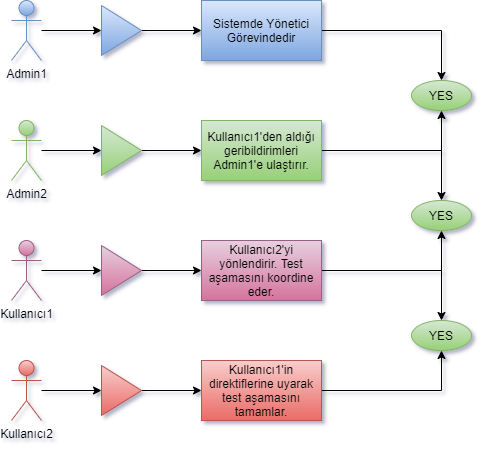 Sistemde Yönetici
Görevindedir
Admin1
YES
Kullanıcı1'den aldığı
geribildirimleri
Admin1'e ulaştırır.
Admin2
YES
Kullanıcı2'yi
yönlendirir. Test
aşamasını koordine
eder.
Kullanıcı1
YES
Kullanıcı1'in
direktiflerine uyarak
test aşamasını
tamamlar.
Kullanıcı2